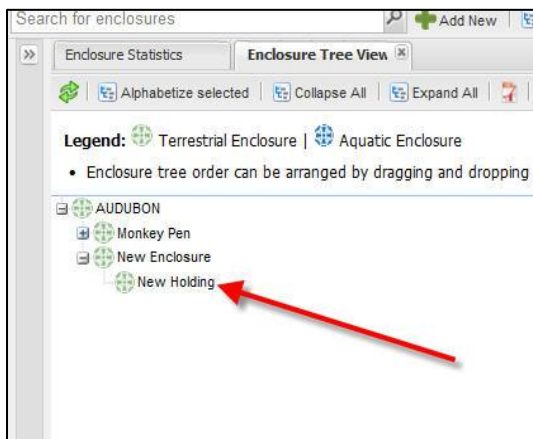 Search for enclosures Add New
Enclosure Statistics Enclosure Tree View
Alphabetize selected | Collapse All | Expand All |
Legend: Terrestrial Enclosure | Aquatic Enclosure
• Enclosure tree order can be arranged by dragging and dropping
AUDUBON
Monkey Pen
New Enclosure
New Holding